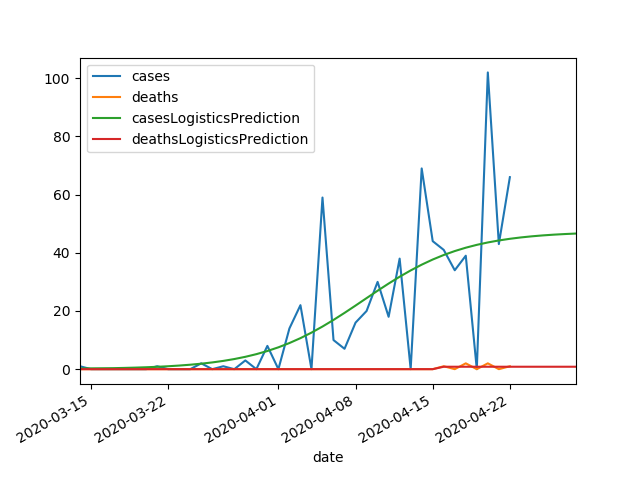 cases
deaths
casesLogisticsPrediction
deathsLogisticsPrediction
100
80
60
40
20
0
2020-03-15
2020-03-22
2020-04-01
2020-04-08
2020-04-15
2020-04-22
date